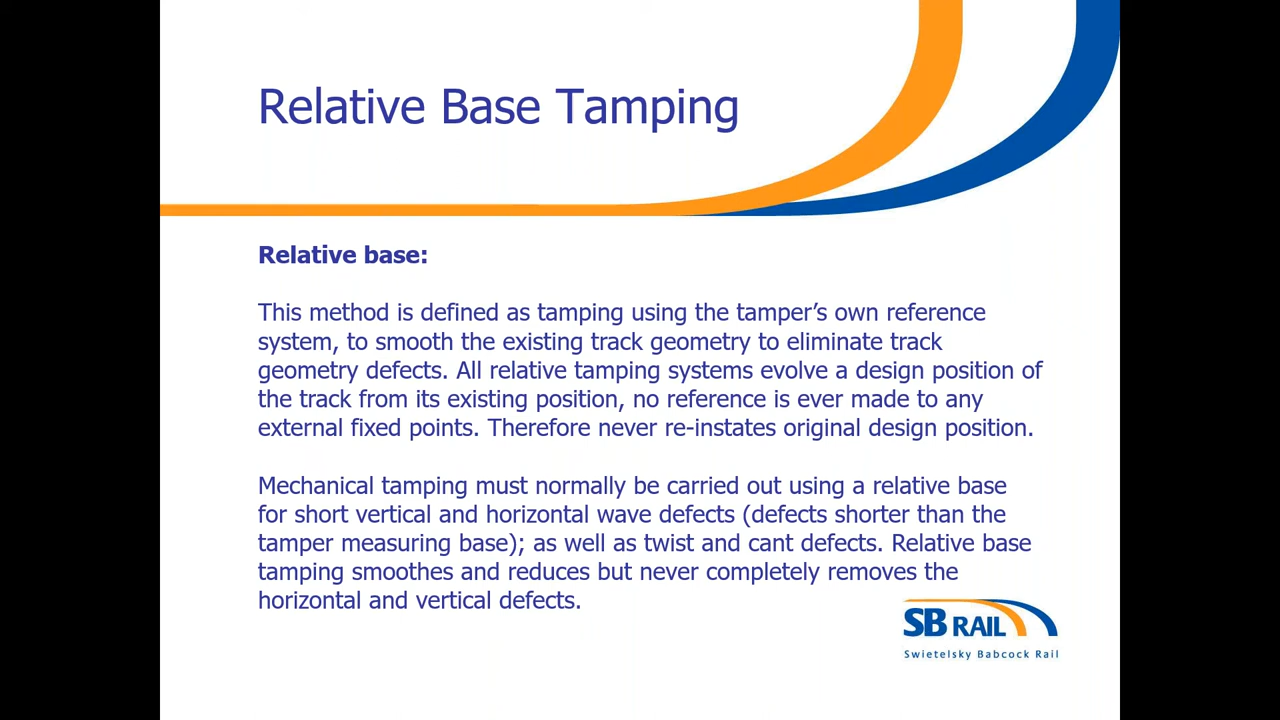 Relative Base Tamping
Relative base:
This method is defined as tamping using the tamper’s own reference
system, to smooth the existing track geometry to eliminate track
geometry defects. All relative tamping systems evolve a design position of
the track from its existing position, no reference is ever made to any
external fixed points. Therefore never re-instates original design position.
Mechanical tamping must normally be carried out using a relative base
for short vertical and horizontal wave defects (defects shorter than the
tamper measuring base); as well as twist and cant defects. Relative base
tamping smoothes and reduces but never completely removes the
horizontal and vertical defects.
SB RAIL
Swietelsky Babcock Rail